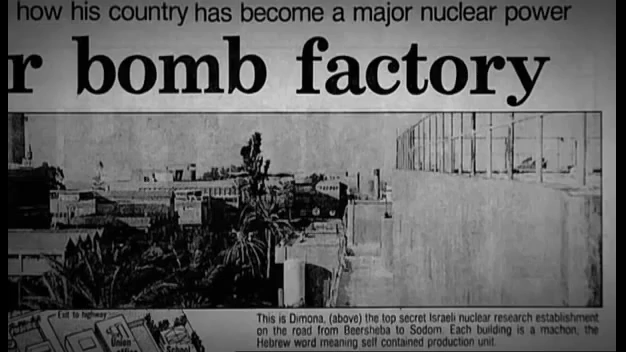 how his country has become a major nuclear power
r bomb factory
This is Dimona, (above) the top secret Israeli nuclear research establishment
on the road from Beersheba to Sodom. Each building is a machon, the
Hebrew word meaning self contained production unit.
Exit to highway
Union
School